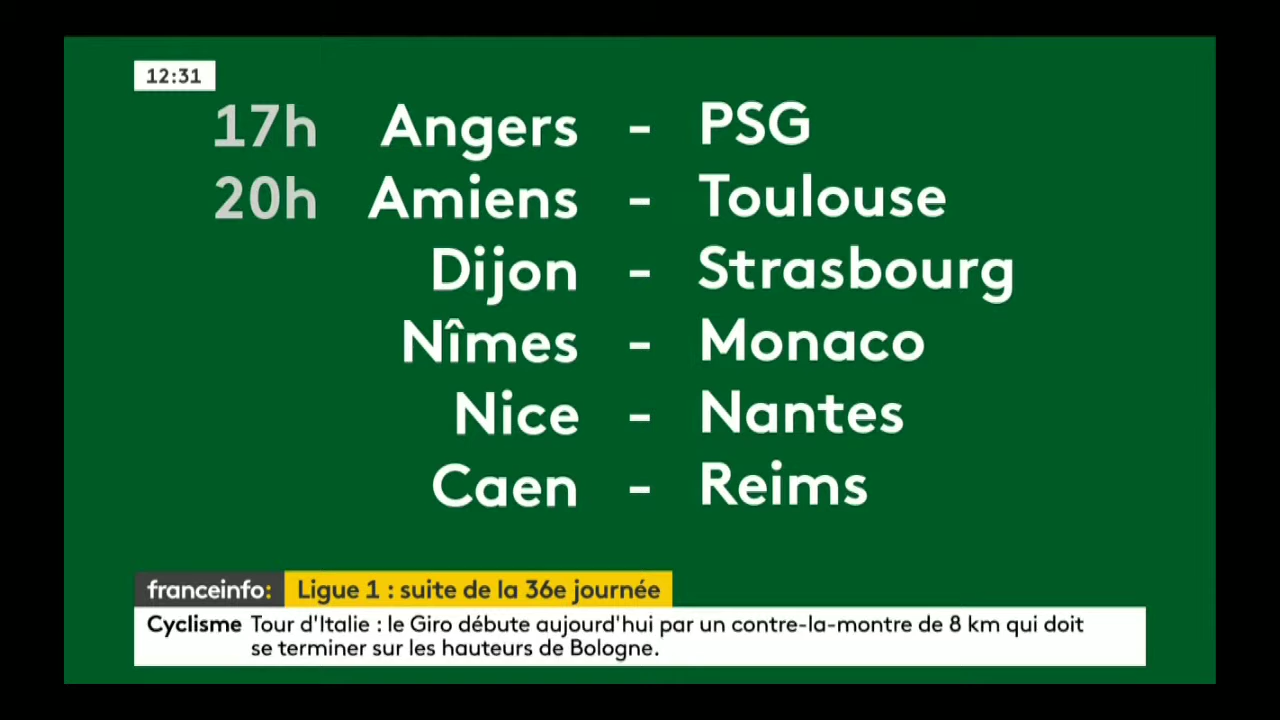 12:31
17h Angers - PSG
20h Amiens - Toulouse
Dijon - Strasbourg
Nîmes - Monaco
Nice - Nantes
Caen - Reims
franceinfo: Ligue 1 : suite de la 36e journée
Cyclisme Tour d'Italie : le Giro débute aujourd'hui par un contre-la-montre de 8 km qui doit
se terminer sur les hauteurs de Bologne.